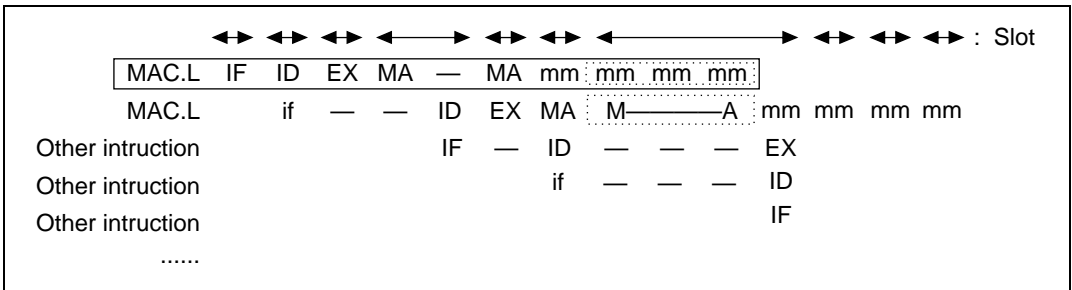 : Slot
MAC.L IF ID EX MA — MA mm mm mm mm
MAC.L if — — ID EX MA M————A mm mm mm mm
Other intruction IF — ID — — — EX
Other intruction if — — — ID
Other intruction IF
......